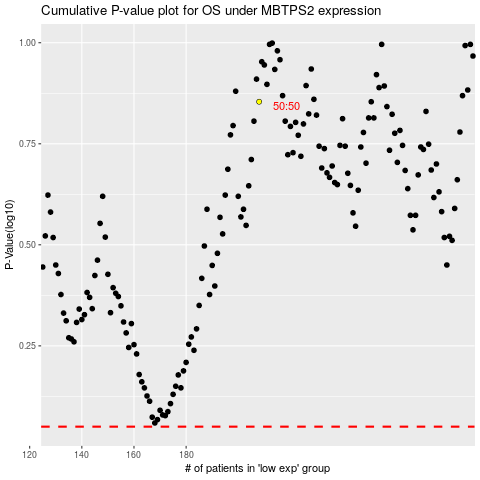 Cumulative P-value plot for OS under MBTPS2 expression
P-Value(log10)
1.00
0.75
0.50
0.25
50:50
120 140 160 180
# of patients in 'low exp' group